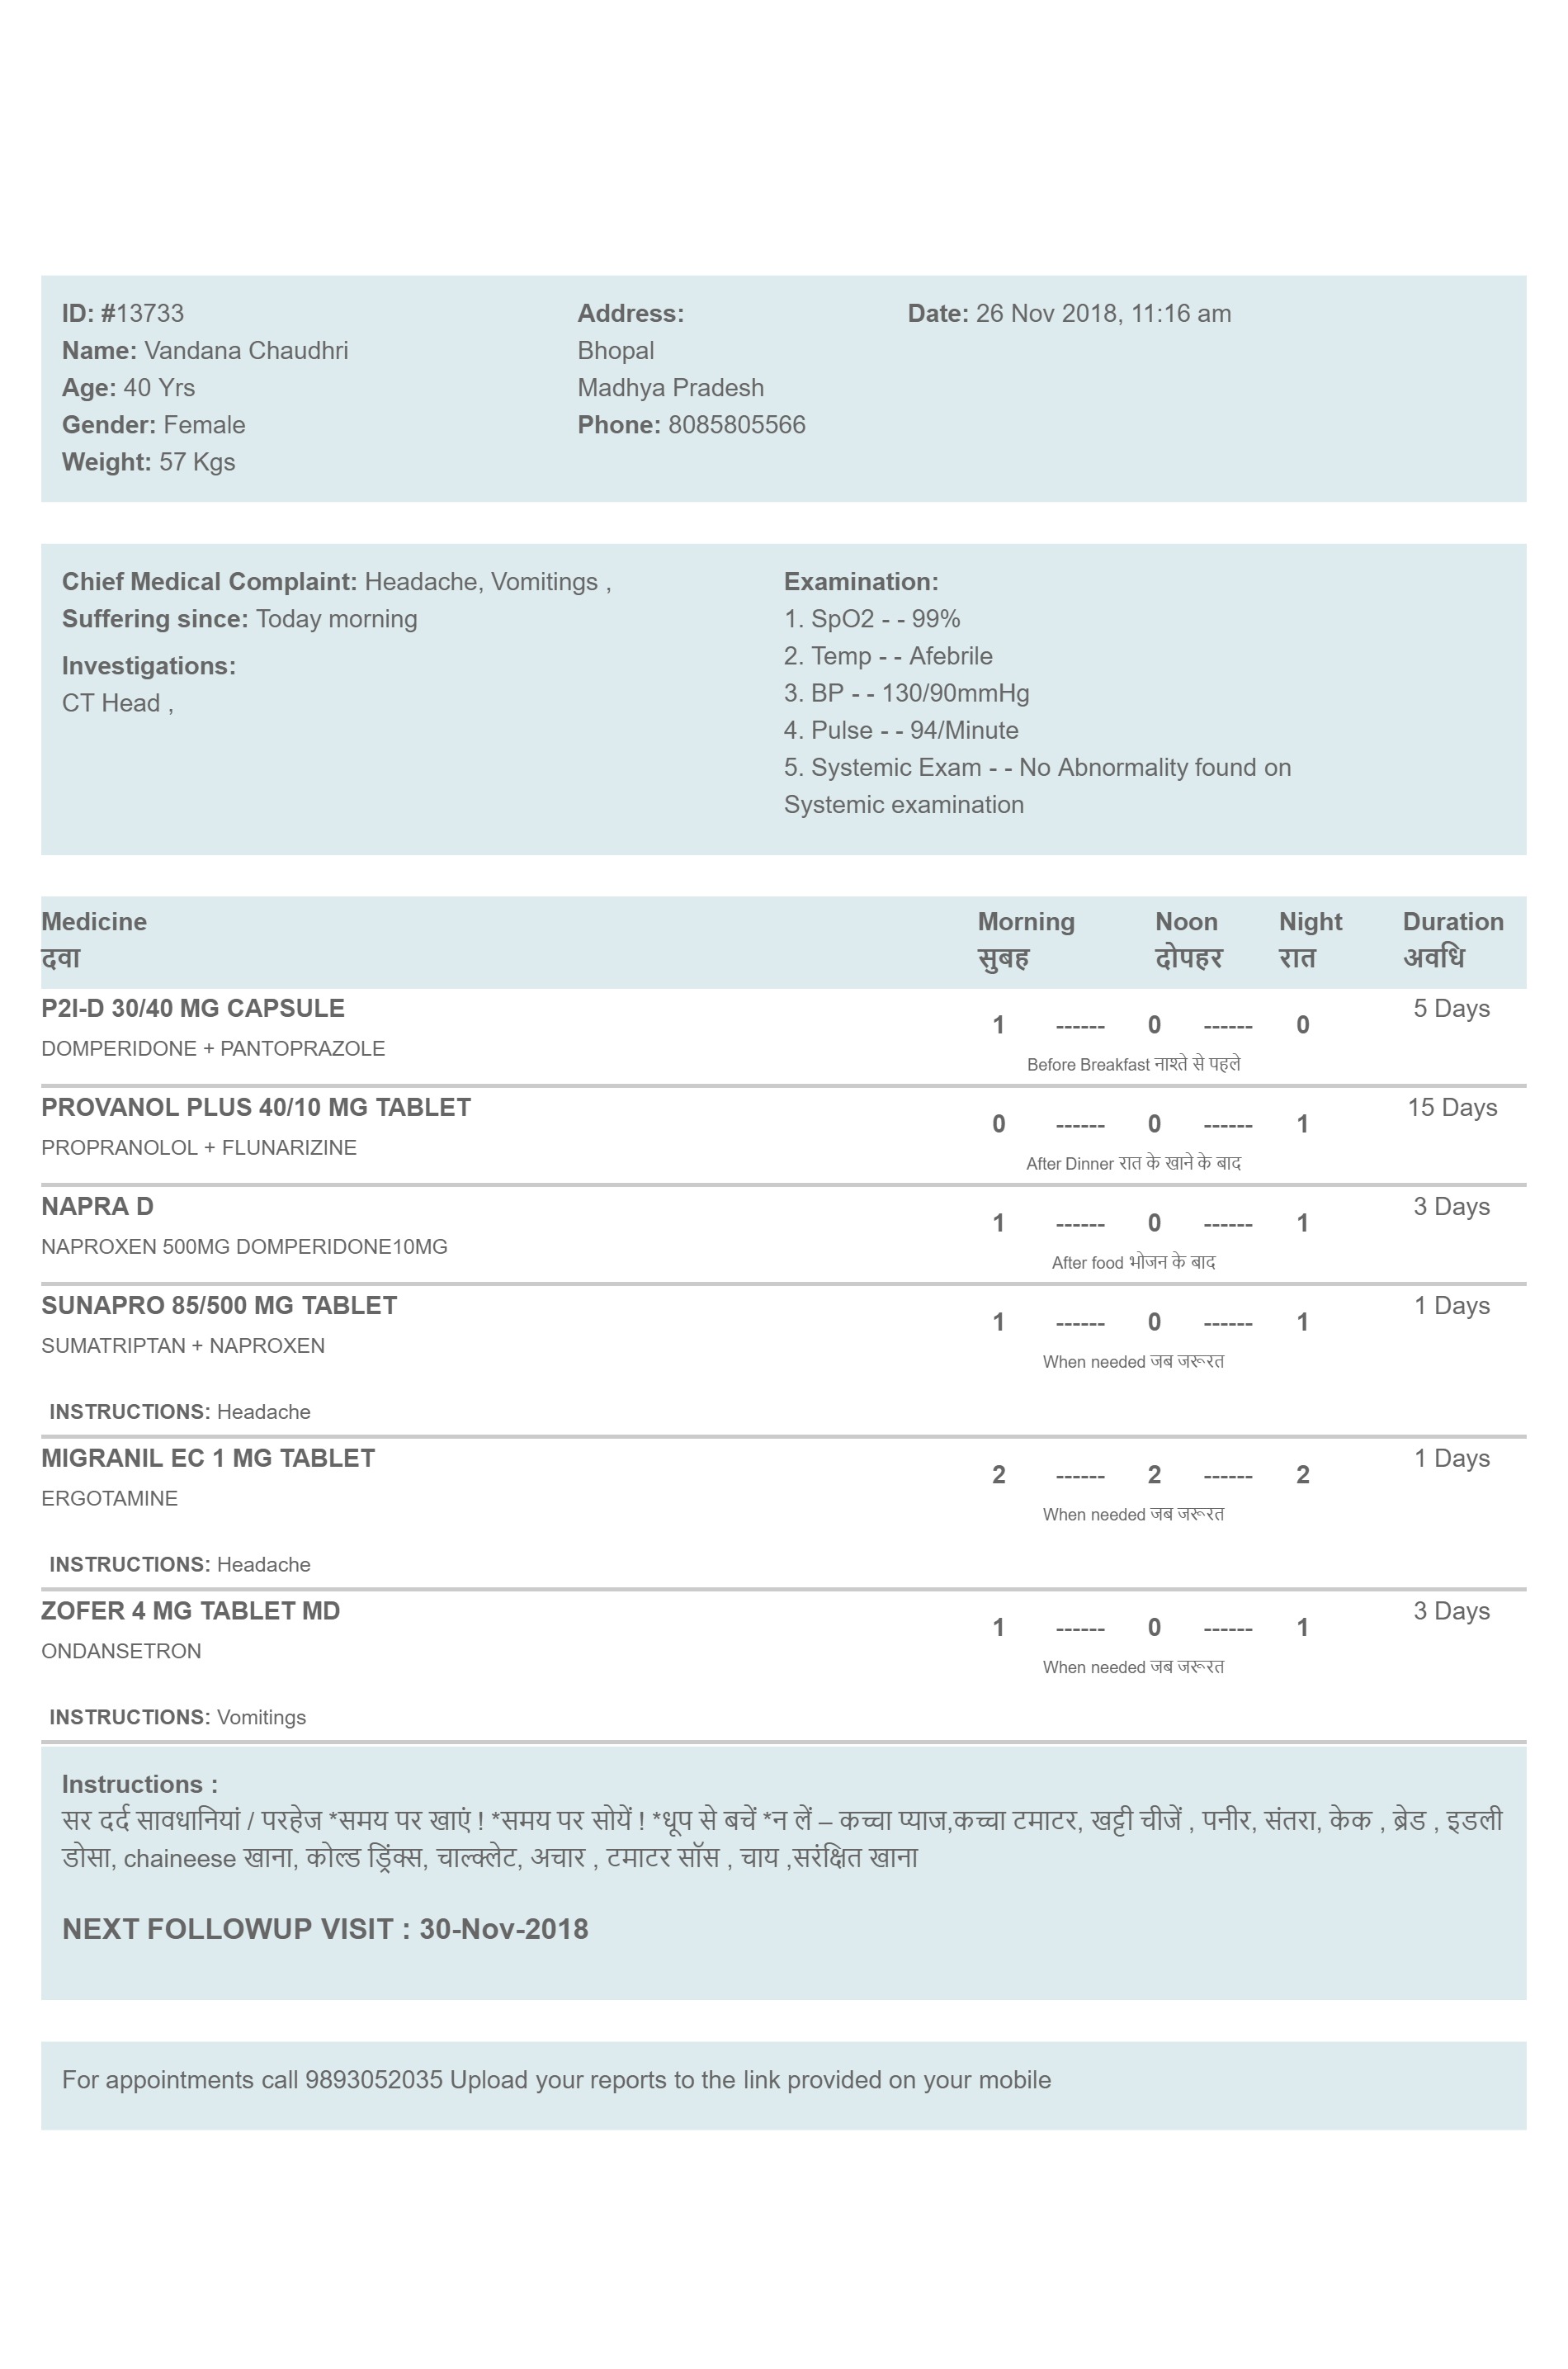 ID: #13733 Address: Date: 26 Nov 2018, 11:16 am
Name: Vandana Chaudhri Bhopal
Age: 40 Yrs Madhya Pradesh
Gender: Female Phone: 8085805566
Weight: 57 Kgs
Chief Medical Complaint: Headache, Vomitings ,
Suffering since: Today morning
Investigations:
CT Head ,
Examination:
1. SpO2 - - 99%
2. Temp - - Afebrile
3. BP - - 130/90mmHg
4. Pulse - - 94/Minute
5. Systemic Exam - - No Abnormality found on
Systemic examination
Medicine Morning Noon Night Duration
दवा सुबह दोपहर रात अवधि
P2I-D 30/40 MG CAPSULE 5 Days
1 ------ 0 ------ 0
DOMPERIDONE + PANTOPRAZOLE
Before Breakfast नाश्ते से पहले
PROVANOL PLUS 40/10 MG TABLET 15 Days
0 ------ 0 ------ 1
PROPRANOLOL + FLUNARIZINE
After Dinner रात के खाने के बाद
NAPRA D 3 Days
1 ------ 0 ------ 1
NAPROXEN 500MG DOMPERIDONE10MG
After food भोजन के बाद
SUNAPRO 85/500 MG TABLET 1 Days
1 ------ 0 ------ 1
SUMATRIPTAN + NAPROXEN
When needed जब जरूरत
INSTRUCTIONS: Headache
MIGRANIL EC 1 MG TABLET 1 Days
2 ------ 2 ------ 2
ERGOTAMINE
When needed जब जरूरत
INSTRUCTIONS: Headache
ZOFER 4 MG TABLET MD 3 Days
1 ------ 0 ------ 1
ONDANSETRON
When needed जब जरूरत
INSTRUCTIONS: Vomitings
Instructions :
सर दर्द सावधानियां / परहेज *समय पर खाएं ! *समय पर सोयें ! *धूप से बचें *न लें – कच्चा प्याज,कच्चा टमाटर, खट्टी चीजें , पनीर, संतरा, केक , ब्रेड , इडली
डोसा, chaineese खाना, कोल्ड ड्रिंक्स, चाल्क्लेट, अचार , टमाटर सॉस , चाय ,सरंक्षित खाना
NEXT FOLLOWUP VISIT : 30-Nov-2018
For appointments call 9893052035 Upload your reports to the link provided on your mobile